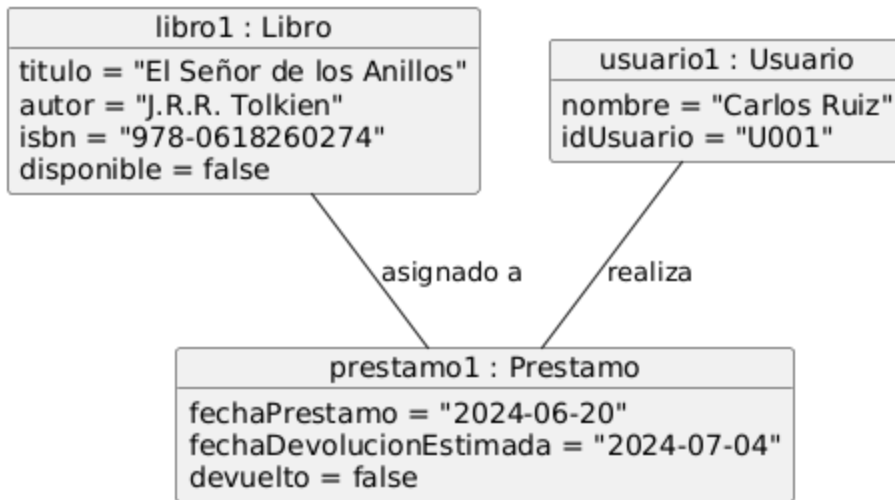 libro1 : Libro
titulo = "El Señor de los Anillos"
autor = "J.R.R. Tolkien"
isbn = "978-0618260274"
disponible = false
usuario1 : Usuario
nombre = "Carlos Ruiz"
idUsuario = "U001"
asignado a
realiza
prestamo1 : Prestamo
fechaPrestamo = "2024-06-20"
fechaDevolucionEstimada = "2024-07-04"
devuelto = false